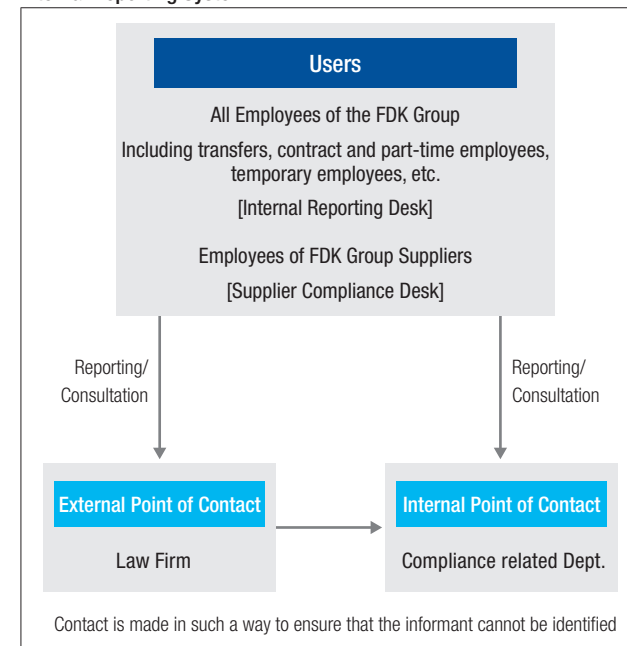 Users
All Employees of the FDK Group
Including transfers, contract and part-time employees,
temporary employees, etc.
[Internal Reporting Desk]
Employees of FDK Group Suppliers
[Supplier Compliance Desk]
Reporting/
Consultation
Reporting/
Consultation
External Point of Contact
Law Firm
Internal Point of Contact
Compliance related Dept.
Contact is made in such a way to ensure that the informant cannot be identified